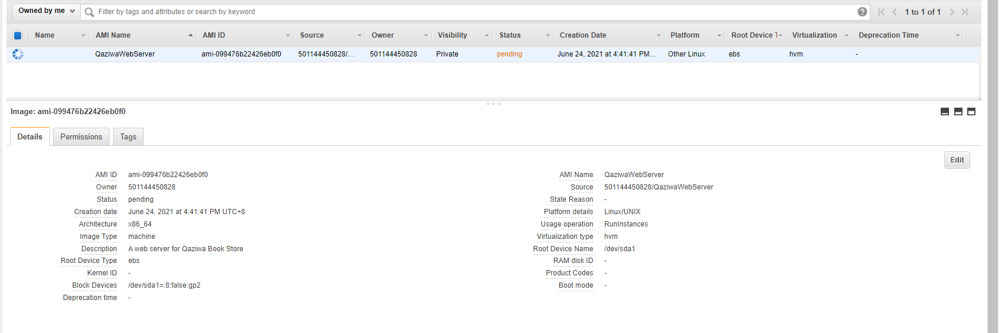 Owned by me Filter by tags and attributes or search by keyword ? 1 to 1 of 1
Name AMI Name AMI ID Source Owner Visibility Status Creation Date Platform Root Device T Virtualization Deprecation Time
QaziwaWebServer ami-099476b22426eb0f0 501144450828/... 501144450828 Private pending June 24, 2021 at 4:41:41 PM... Other Linux ebs hvm -
Image: ami-099476b22426eb0f0
Details Permissions Tags
Edit
AMI ID ami-099476b22426eb0f0 AMI Name QaziwaWebServer
Owner 501144450828 Source 501144450828/QaziwaWebServer
Status pending State Reason -
Creation date June 24, 2021 at 4:41:41 PM UTC+8 Platform details Linux/UNIX
Architecture x86_64 Usage operation RunInstances
Image Type machine Virtualization type hvm
Description A web server for Qaziwa Book Store Root Device Name /dev/sda1
Root Device Type ebs RAM disk ID -
Kernel ID - Product Codes -
Block Devices /dev/sda1=:8:false:gp2 Boot mode -
Deprecation time -